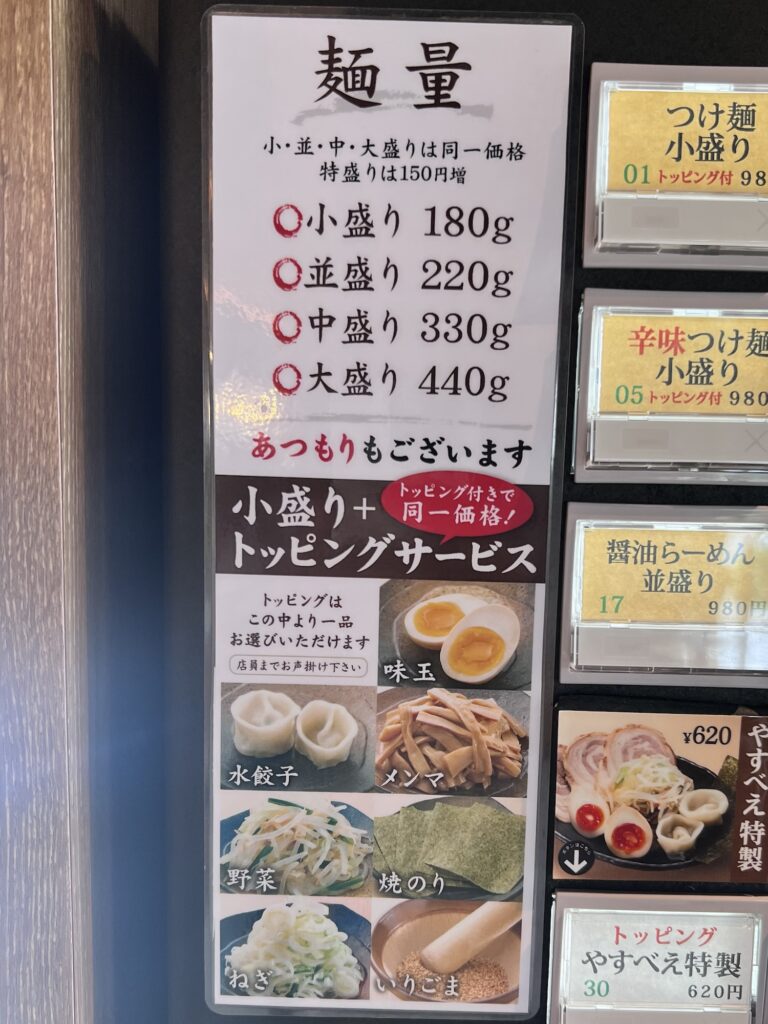 麺量
小・並・中・大盛りは同一価格
特盛りは150円増
小盛り 180g
並盛り 220g
中盛り 330g
大盛り 440g
あつもりもございます
小盛り+
トッピング付きで
同一価格!
トッピングサービス
トッピングは
この中より一品
お選びいただけます
店員までお声掛け下さい
味玉
水餃子
メンマ
野菜
焼のり
ねぎ
いりごま
つけ麺
小盛り
01 トッピング付 98
辛味つけ麺
小盛り
05 トッピング付 980
醤油らーめん
並盛り
17 980円
¥620
やすべえ特製
トッピング
やすべえ特製
30 620円